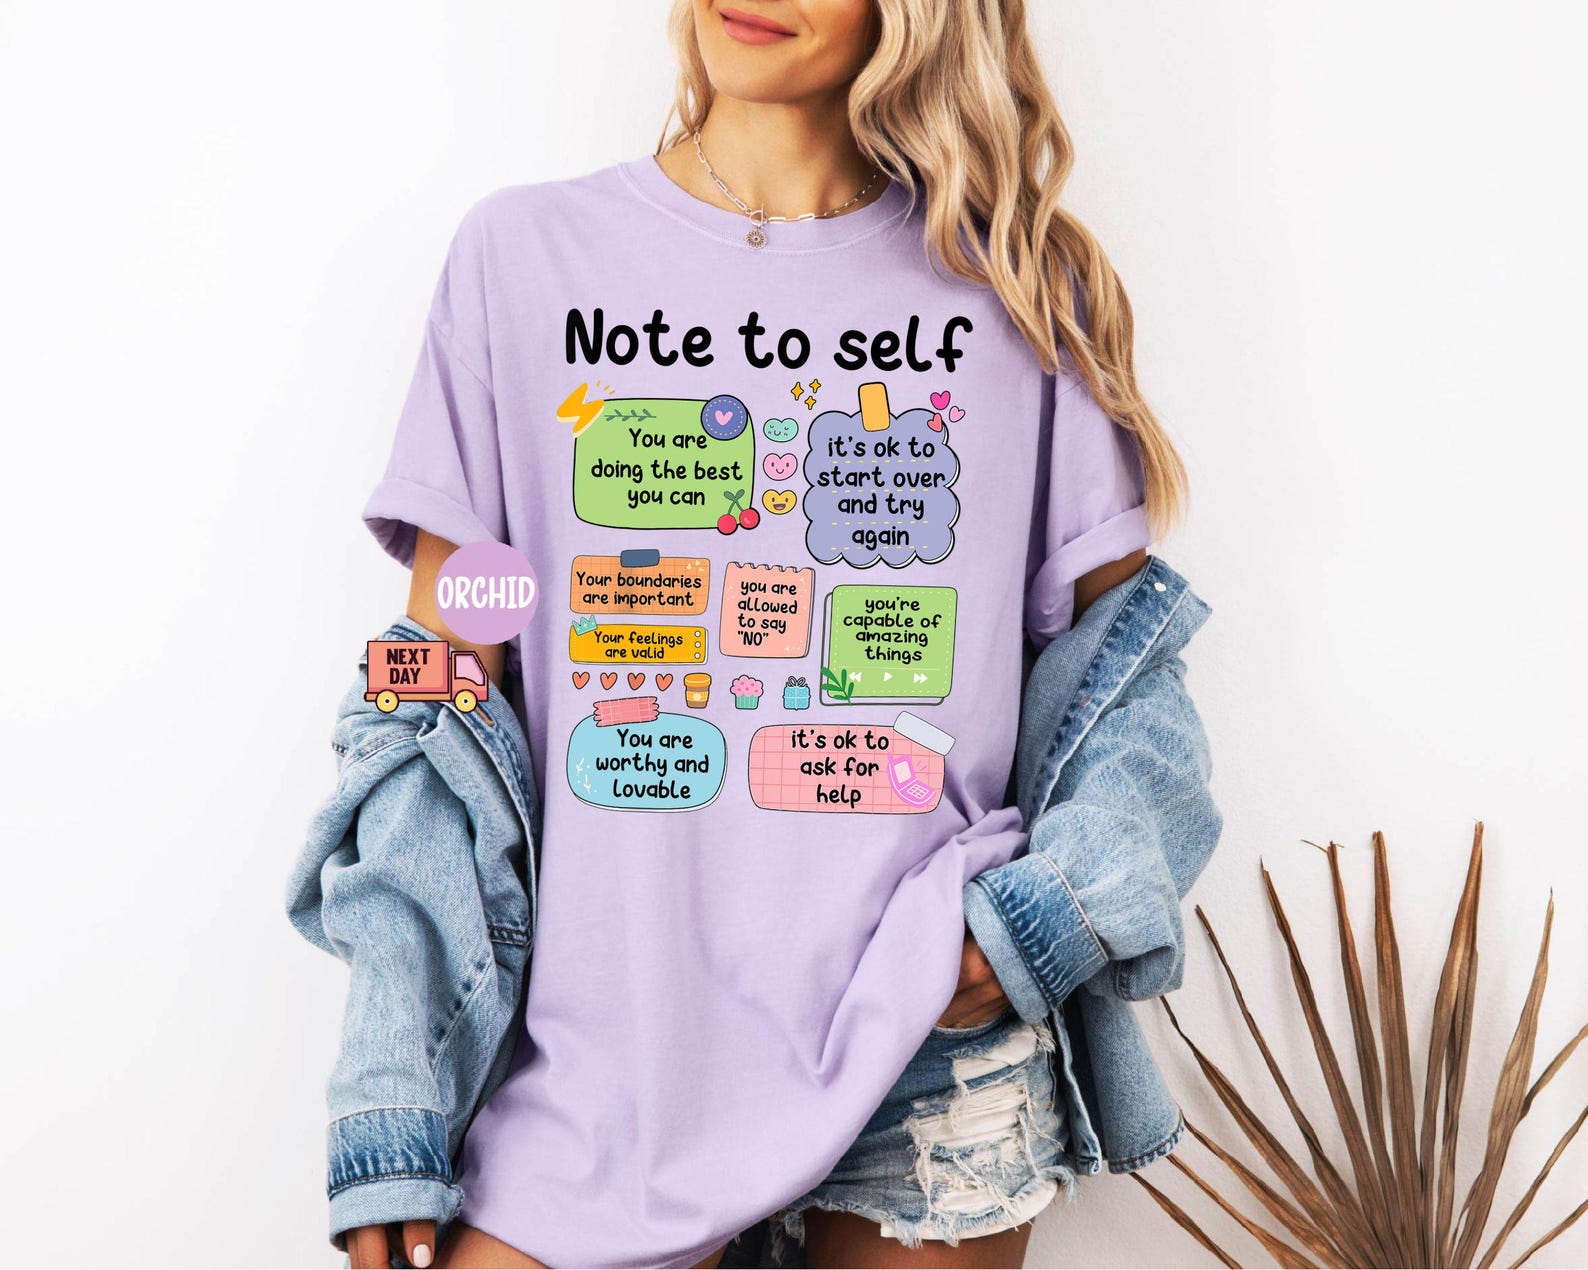 Note to self
You are
doing the best
you can
it's ok to
start over
and try
again
Your boundaries
are important
you are
allowed
to say
"NO"
you're
capable of
amazing
things
Your feelings
are valid
You are
worthy and
lovable
it's ok to
ask for
help
ORCHID
NEXT
DAY